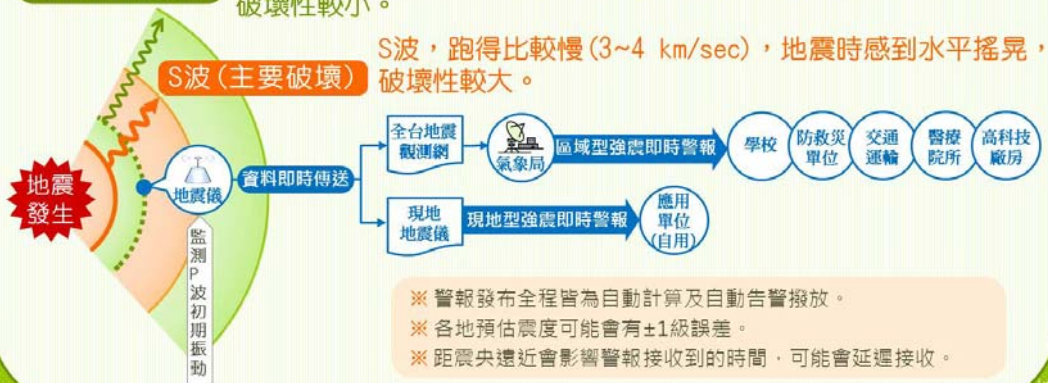 破壞性較小。
S波(主要破壞)
S波，跑得比較慢(3~4 km/sec)，地震時感到水平搖晃，
破壞性較大。
地震
發生
地震儀
監測P波初期振動
資料即時傳送
全台地震
觀測網
氣象局
區域型強震即時警報
學校
防救災
單位
交通
運輸
醫療
院所
高科技
廠房
現地
地震儀
現地型強震即時警報
應用
單位
(自用)
※ 警報發布全程皆為自動計算及自動告警撥放。
※ 各地預估震度可能會有±1級誤差。
※ 距震央遠近會影響警報接收到的時間，可能會延遲接收。